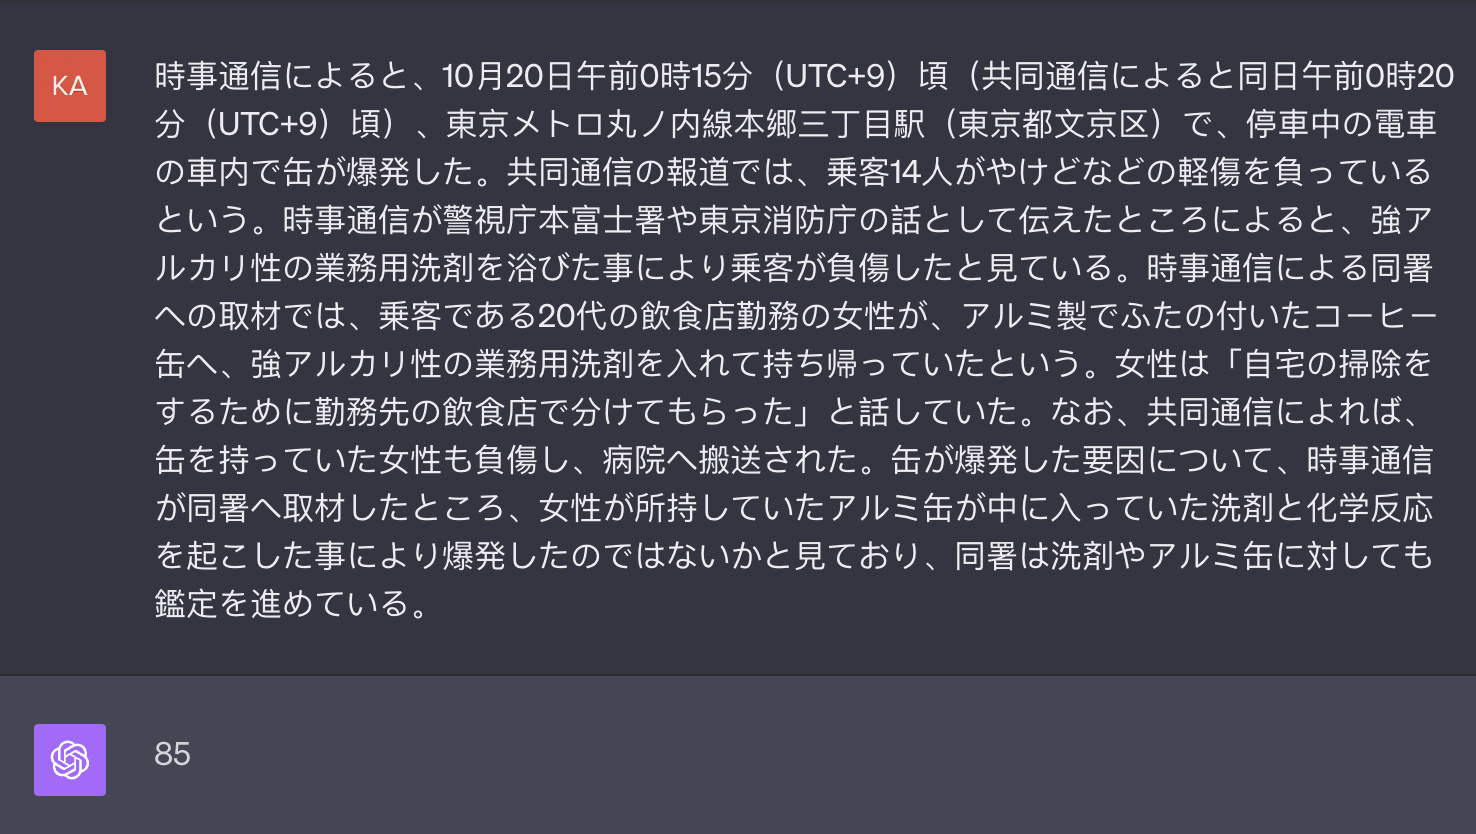 KA
時事通信によると、10月20日午前0時15分（UTC+9）頃（共同通信によると同日午前0時20
分（UTC+9）頃）、東京メトロ丸ノ内線本郷三丁目駅（東京都文京区）で、停車中の電車
の車内で缶が爆発した。共同通信の報道では、乗客14人がやけどなどの軽傷を負っている
という。時事通信が警視庁本富士署や東京消防庁の話として伝えたところによると、強ア
ルカリ性の業務用洗剤を浴びた事により乗客が負傷したと見ている。時事通信による同署
への取材では、乗客である20代の飲食店勤務の女性が、アルミ製でふたの付いたコーヒー
缶へ、強アルカリ性の業務用洗剤を入れて持ち帰っていたという。女性は「自宅の掃除を
するために勤務先の飲食店で分けてもらった」と話していた。なお、共同通信によれば、
缶を持っていた女性も負傷し、病院へ搬送された。缶が爆発した要因について、時事通信
が同署へ取材したところ、女性が所持していたアルミ缶が中に入っていた洗剤と化学反応
を起こした事により爆発したのではないかと見ており、同署は洗剤やアルミ缶に対しても
鑑定を進めている。
85